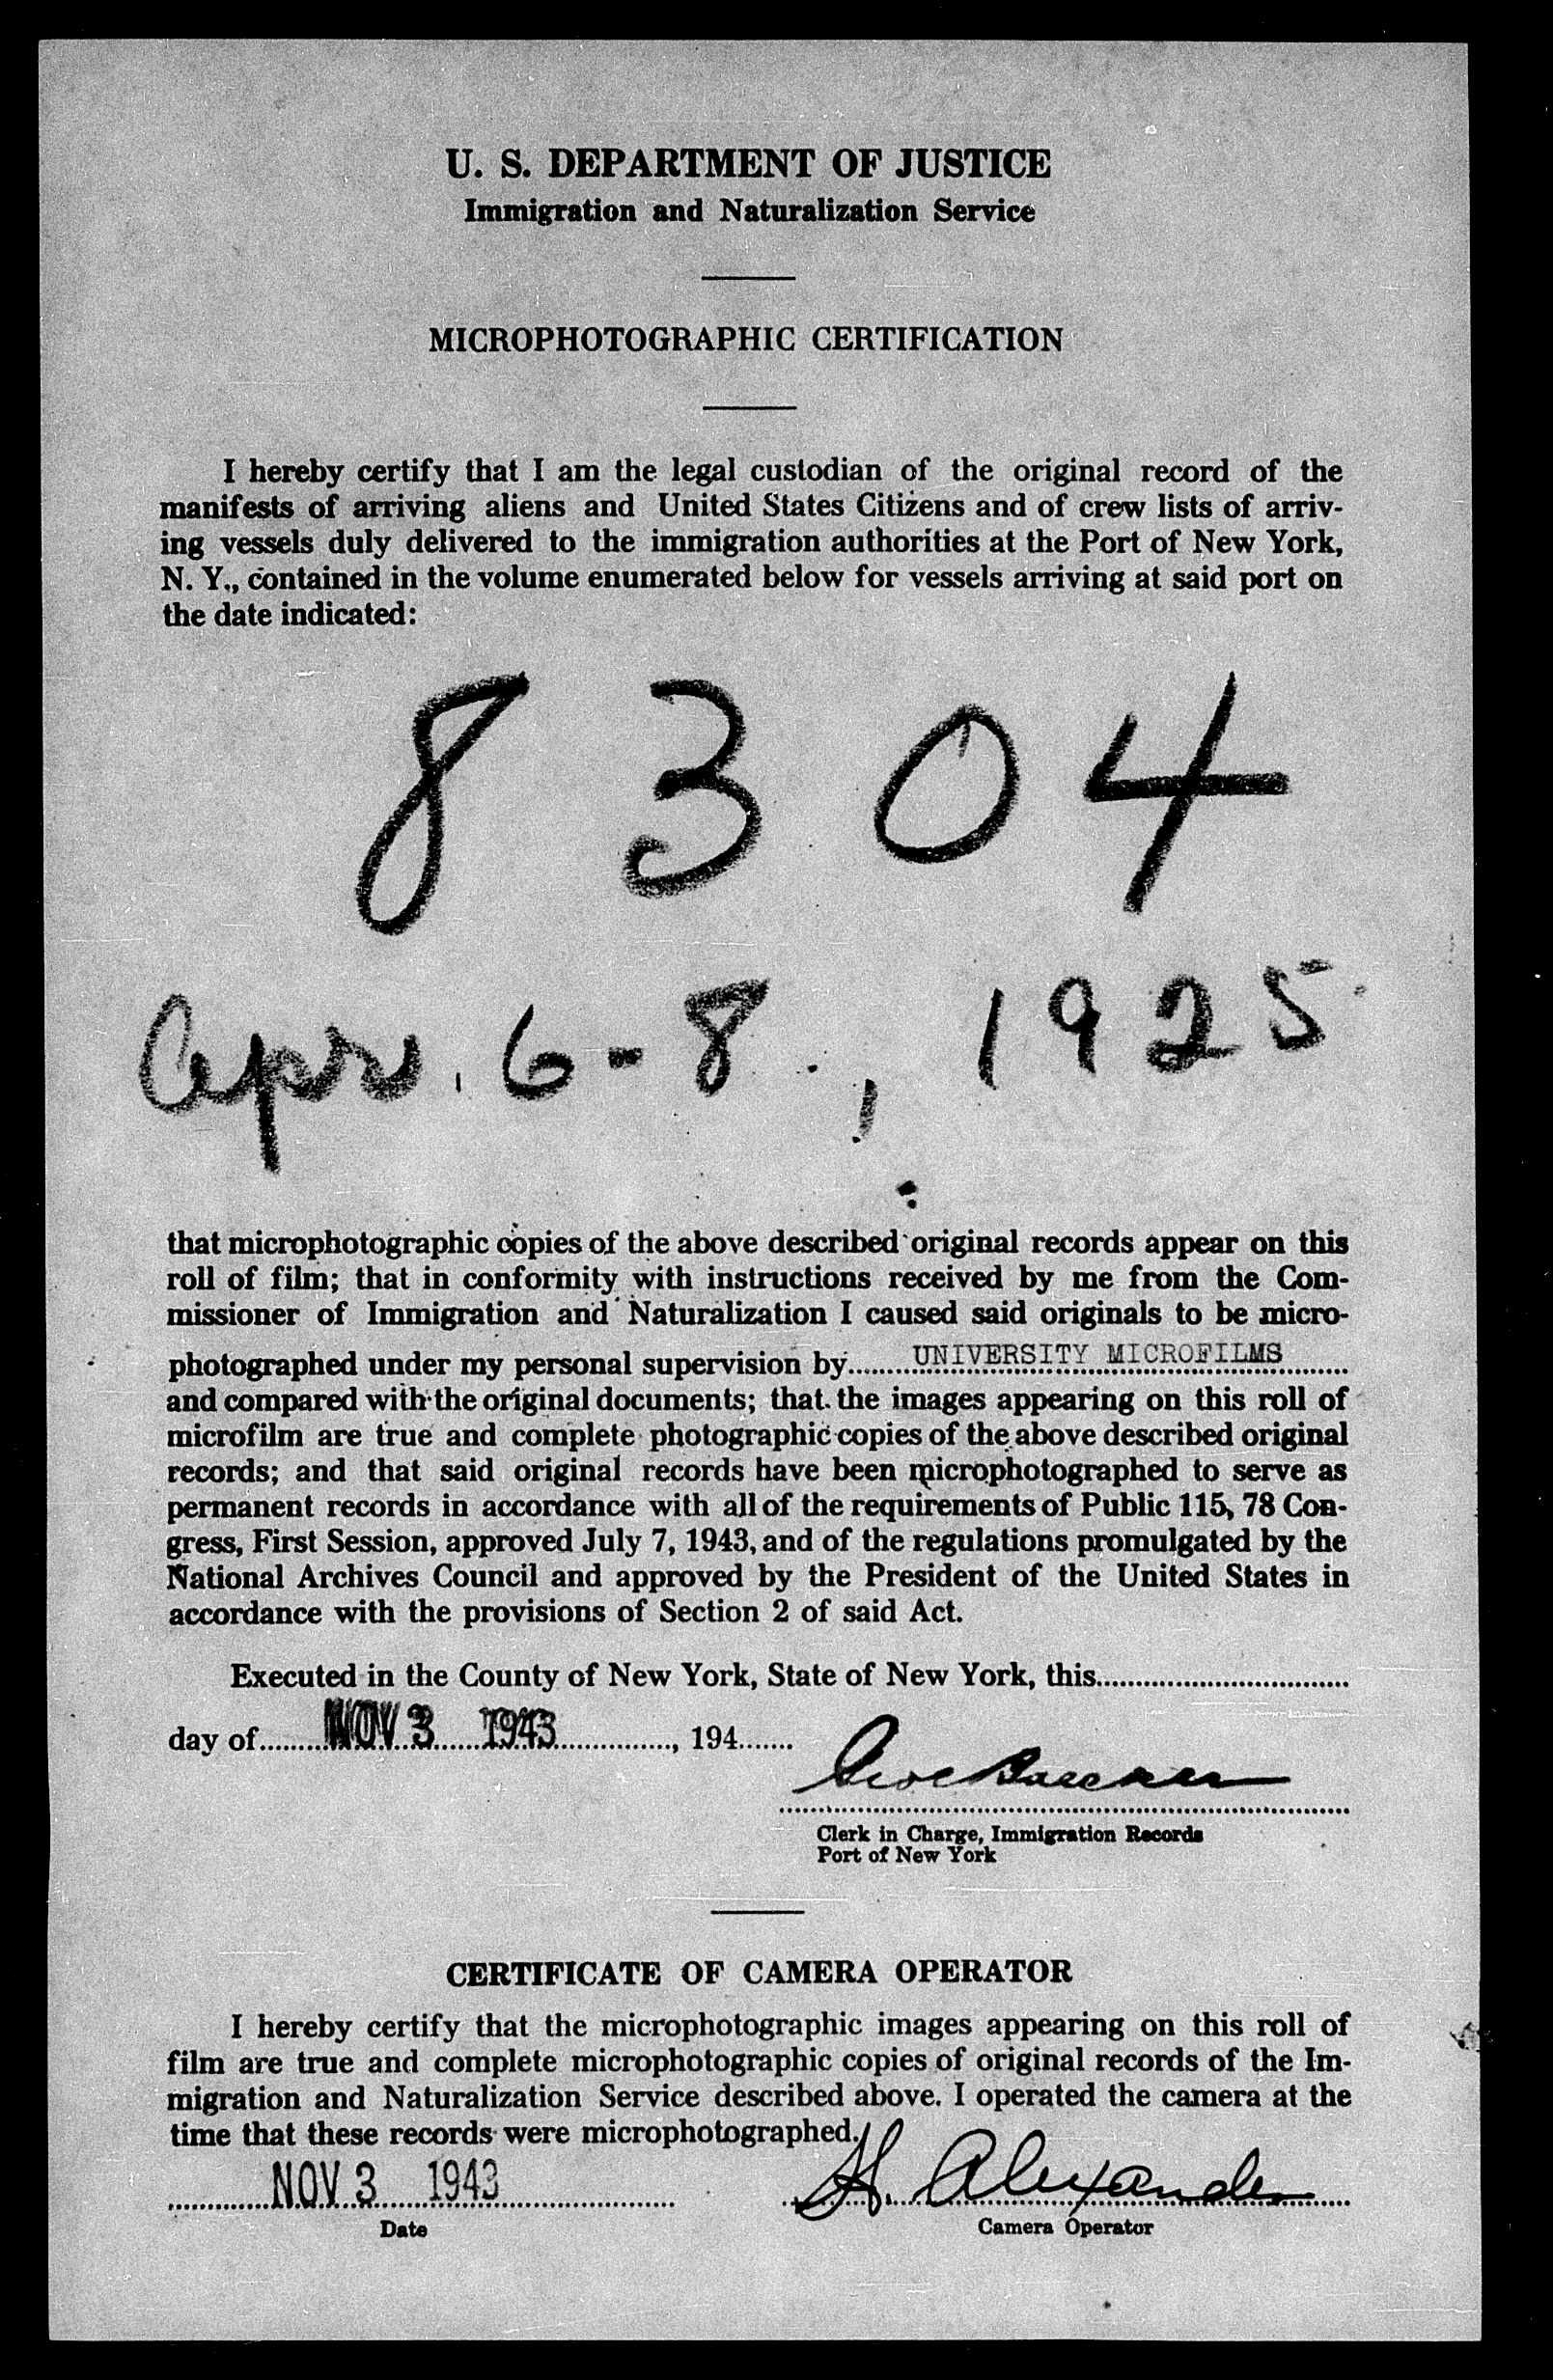 U. S. DEPARTMENT OF JUSTICE
Immigration and Naturalization Service
MICROPHOTOGRAPHIC CERTIFICATION
I hereby certify that I am the legal custodian of the original record of the
manifests of arriving aliens and United States Citizens and of crew lists of arriv-
ing vessels duly delivered to the immigration authorities at the Port of New York,
N. Y., contained in the volume enumerated below for vessels arriving at said port on
the date indicated:
8304
Apr. 6-8, 1925
that microphotographic copies of the above described original records appear on this
roll of film; that in conformity with instructions received by me from the Com-
missioner of Immigration and Naturalization I caused said originals to be micro-
photographed under my personal supervision by UNIVERSITY MICROFILMS
and compared with the original documents; that the images appearing on this roll of
microfilm are true and complete photographic copies of the above described original
records; and that said original records have been microphotographed to serve as
permanent records in accordance with all of the requirements of Public 115, 78 Con-
gress, First Session, approved July 7, 1943, and of the regulations promulgated by the
National Archives Council and approved by the President of the United States in
accordance with the provisions of Section 2 of said Act.
Executed in the County of New York, State of New York, this
day of NOV 3 1943, 194
Clerk in Charge, Immigration Records
Port of New York
CERTIFICATE OF CAMERA OPERATOR
I hereby certify that the microphotographic images appearing on this roll of
film are true and complete microphotographic copies of original records of the Im-
migration and Naturalization Service described above. I operated the camera at the
time that these records were microphotographed.
NOV 3 1943 H. Alexander
Date Camera Operator